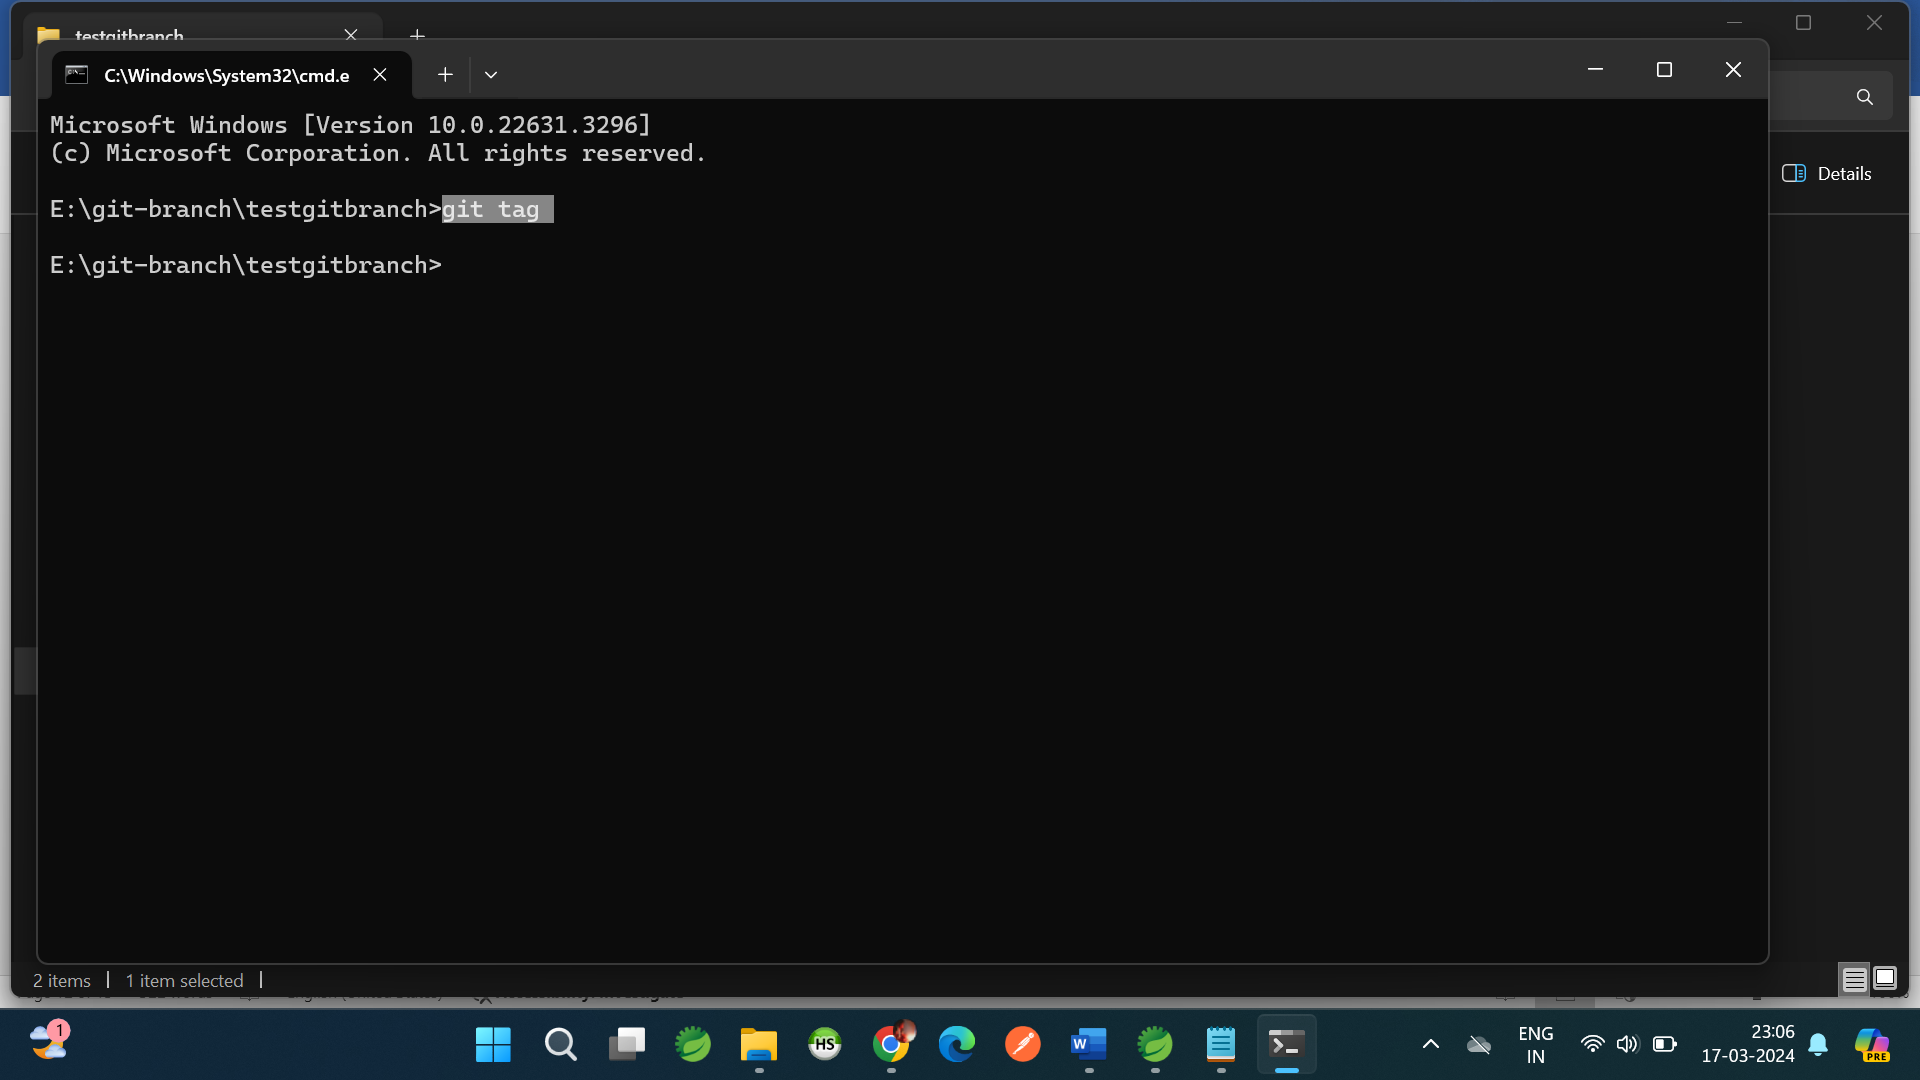 testgitbranch
C:\Windows\System32\cmd.e
Microsoft Windows [Version 10.0.22631.3296]
(c) Microsoft Corporation. All rights reserved.
E:\git-branch\testgitbranch>git tag
E:\git-branch\testgitbranch>
Details
2 items
1 item selected
1
HS
W
ENG
IN
23:06
17-03-2024
PRE